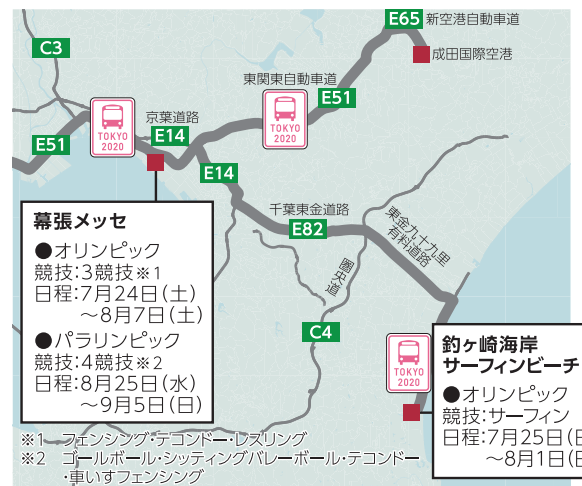 E65 新空港自動車道
C3
成田国際空港
東関東自動車道
京葉道路
TOKYO
2020
TOKYO
2020
E14
E51
E51
E14
千葉東金道路
E82
東金九十九里
有料道路
圏央道
C4
幕張メッセ
●オリンピック
競技:3競技※1
日程:7月24日(土)
～8月7日(土)
●パラリンピック
競技:4競技※2
日程:8月25日(水)
～9月5日(日)
TOKYO
2020
釣ヶ崎海岸
サーフィンビーチ
●オリンピック
競技:サーフィン
日程:7月25日(日
～8月1日(日
※1 フェンシング・テコンドー・レスリング
※2 ゴールボール・シッティングバレーボール・テコンドー
・車いすフェンシング